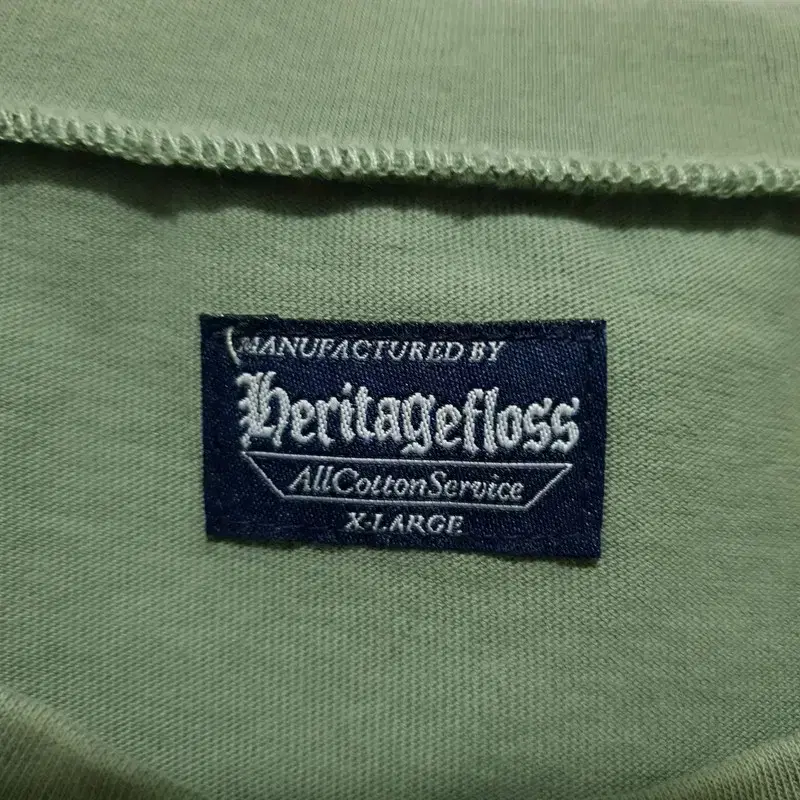 MANUFACTURED BY
Heritagefloss
AllCottonService
X-LARGE